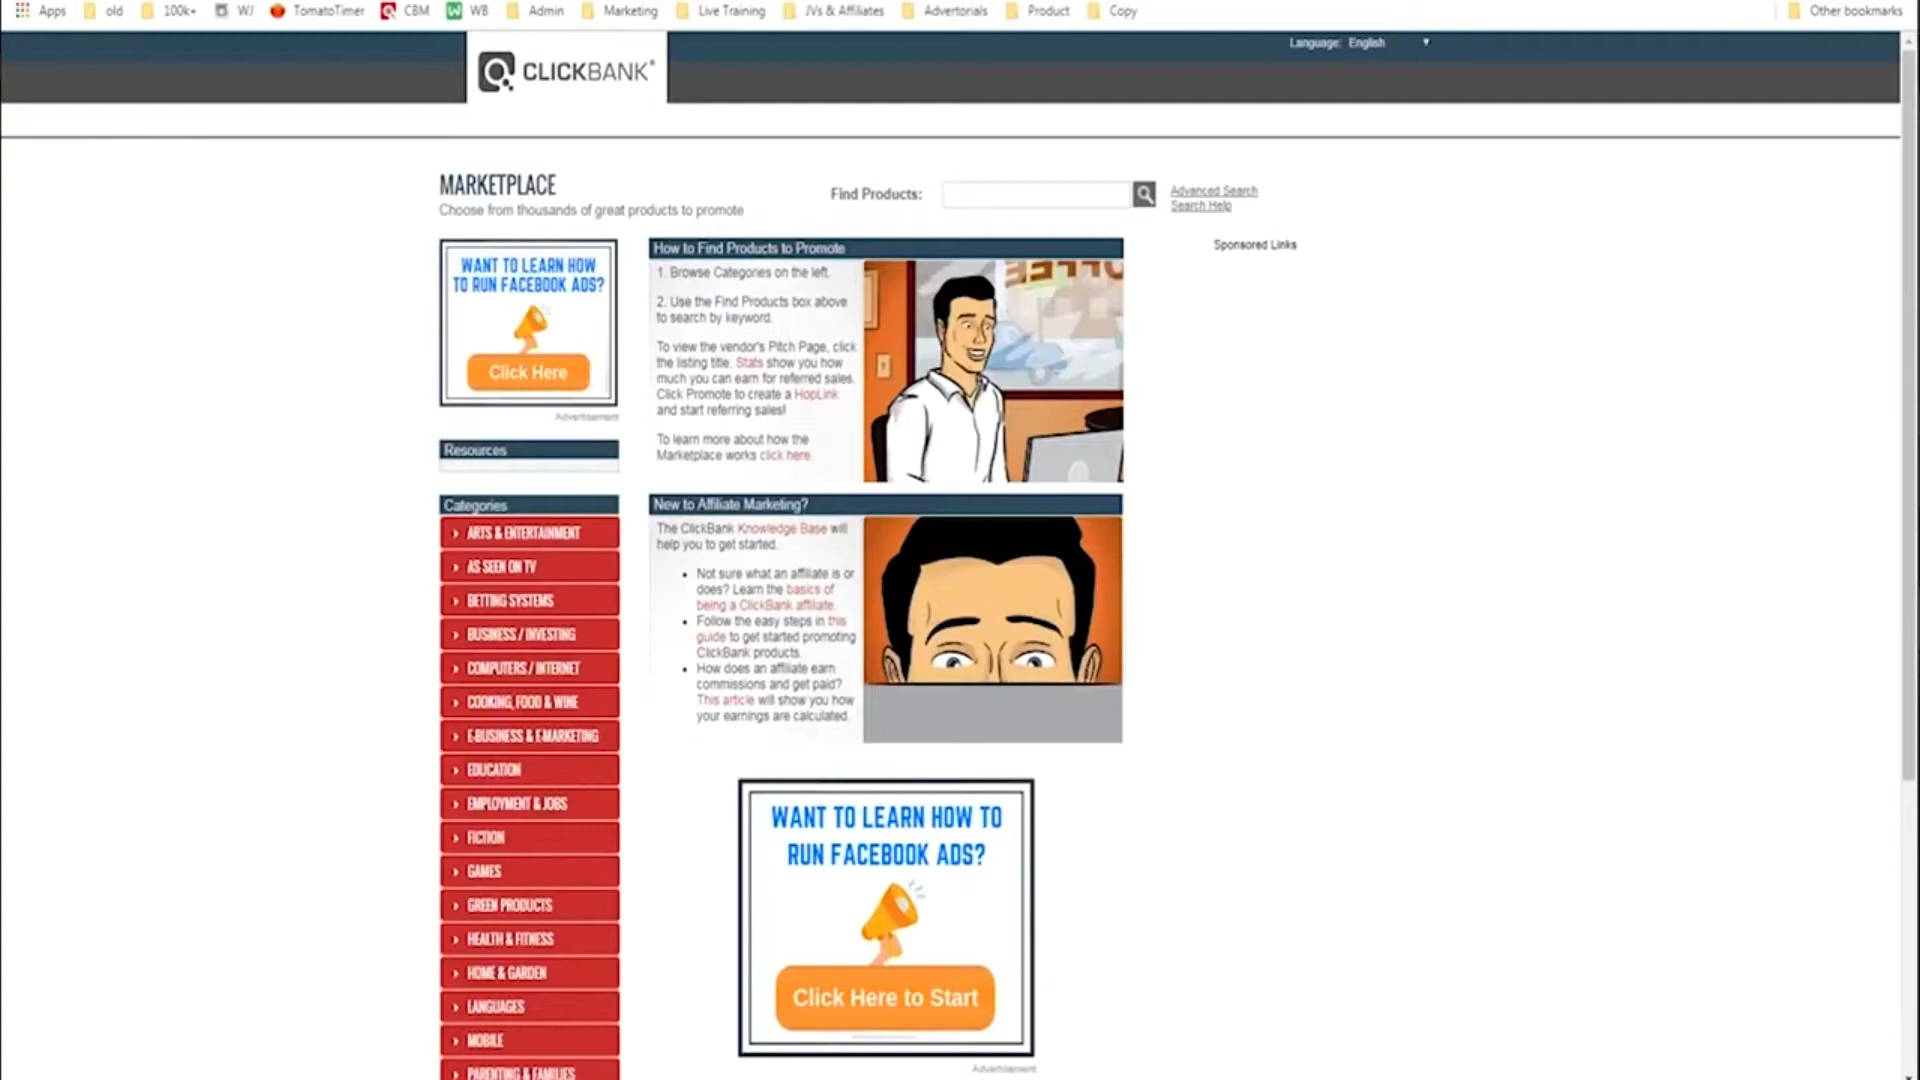 Apps old 100k+ WJ TomatoTimer CBM WB Admin Marketing Live Training JVs & Affiliates Advertorials Product Copy Other bookmarks
Language: English
CLICKBANK®
MARKETPLACE
Choose from thousands of great products to promote
Find Products:
Advanced Search
Search Help
WANT TO LEARN HOW
TO RUN FACEBOOK ADS?
Click Here
Advertisement
Resources
Categories
ARTS & ENTERTAINMENT
AS SEEN ON TV
BETTING SYSTEMS
BUSINESS / INVESTING
COMPUTERS / INTERNET
COOKING, FOOD & WINE
E-BUSINESS & E-MARKETING
EDUCATION
EMPLOYMENT & JOBS
FICTION
GAMES
GREEN PRODUCTS
HEALTH & FITNESS
HOME & GARDEN
LANGUAGES
MOBILE
PARENTING & FAMILIES
How to Find Products to Promote
1. Browse Categories on the left.
2. Use the Find Products box above
to search by keyword.
To view the vendor's Pitch Page, click
the listing title. Stats show you how
much you can earn for referred sales.
Click Promote to create a HopLink
and start referring sales!
To learn more about how the
Marketplace works click here.
New to Affiliate Marketing?
The ClickBank Knowledge Base will
help you to get started.
• Not sure what an affiliate is or
does? Learn the basics of
being a ClickBank affiliate.
• Follow the easy steps in this
guide to get started promoting
ClickBank products.
• How does an affiliate earn
commissions and get paid?
This article will show you how
your earnings are calculated.
WANT TO LEARN HOW TO
RUN FACEBOOK ADS?
Click Here to Start
Advertisement
Sponsored Links